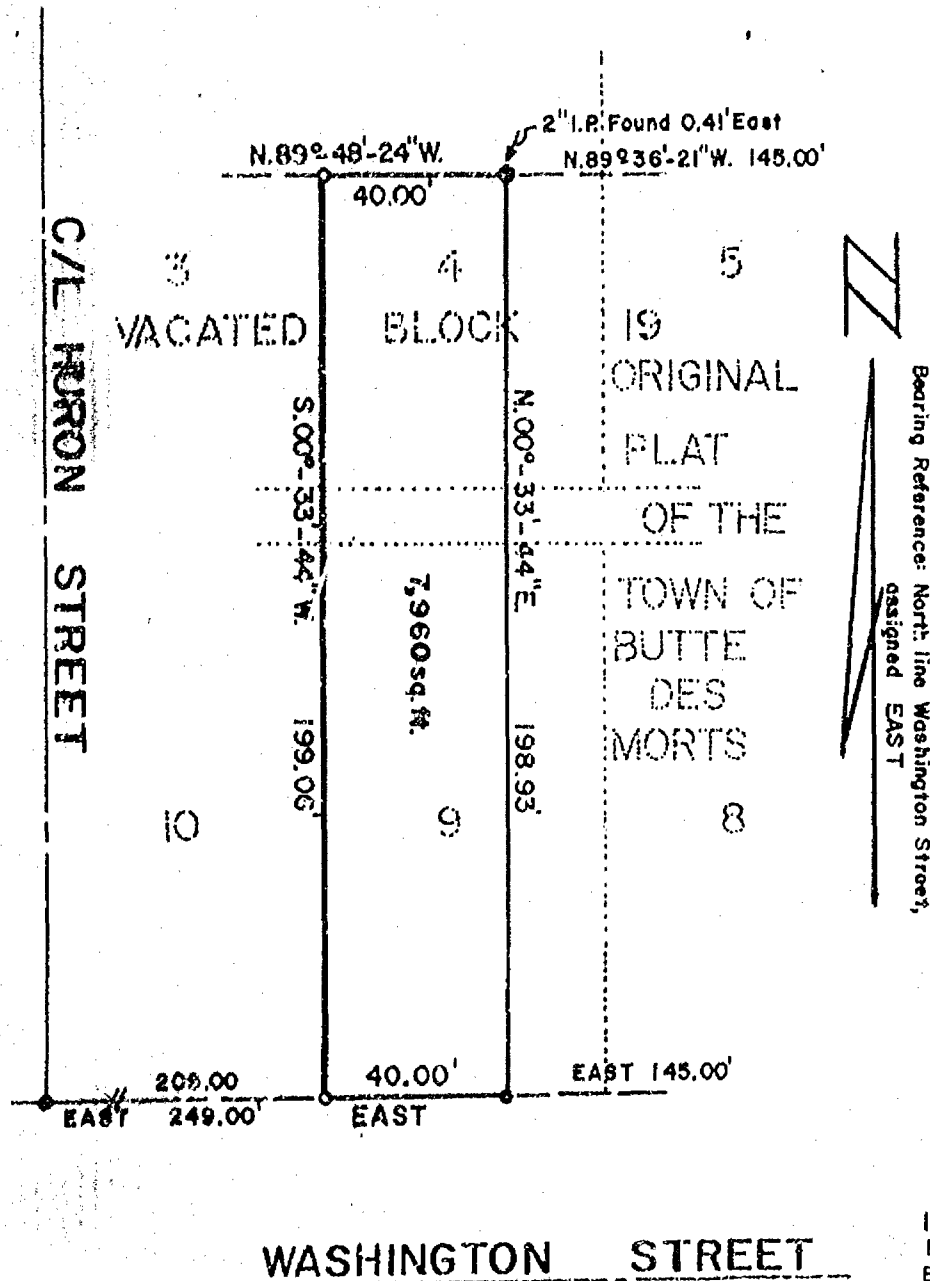 2" I.P. Found 0.41' East
N.89°-48'-24"W.
N.89°36'-21"W. 145.00'
40.00'
3
4
5
VACATED BLOCK 19
ORIGINAL
PLAT
OF THE
TOWN OF
BUTTE
DES
MORTS
C/L HURON STREET
S.00°-33'-44"W. 199.06'
N.00°-33'-44"E. 198.93'
7,960sq.ft.
N
Bearing Reference: North line Washington Street,
assigned EAST
10
9
8
209.00
EAST 249.00'
40.00'
EAST
EAST 145.00'
WASHINGTON STREET